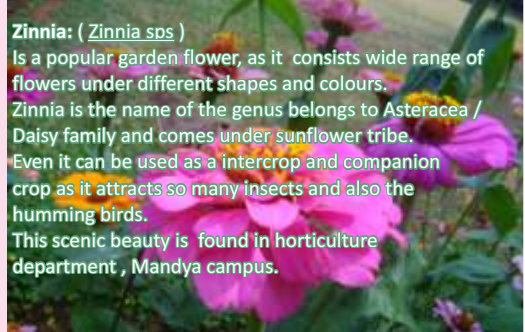 Zinnia: ( Zinnia sps )
Is a popular garden flower, as it  consists wide range of
flowers under different shapes and colours.
Zinnia is the name of the genus belongs to Asteracea /
Daisy family and comes under sunflower tribe.
Even it can be used as a intercrop and companion
crop as it attracts so many insects and also the
humming birds.
This scenic beauty is  found in horticulture
department , Mandya campus.